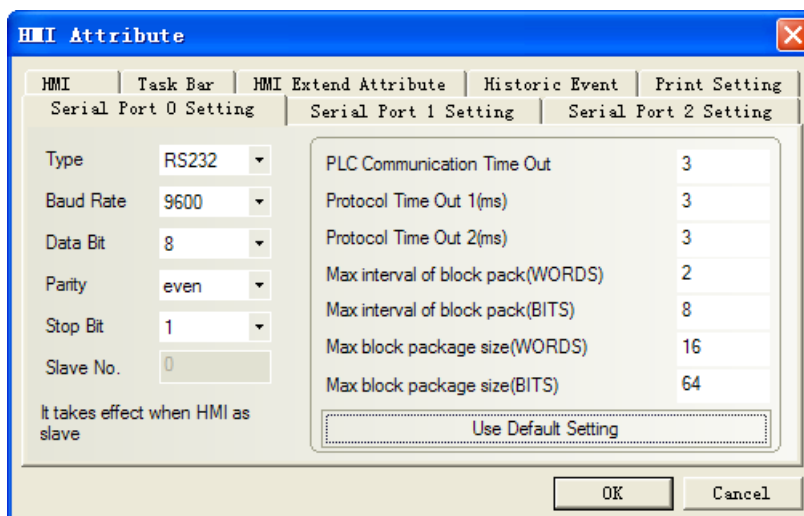 HMI Attribute
HMI Task Bar HMI Extend Attribute Historic Event Print Setting
Serial Port 0 Setting Serial Port 1 Setting Serial Port 2 Setting
Type RS232
Baud Rate 9600
Data Bit 8
Parity even
Stop Bit 1
Slave No. 0
It takes effect when HMI as
slave
PLC Communication Time Out 3
Protocol Time Out 1(ms) 3
Protocol Time Out 2(ms) 3
Max interval of block pack(WORDS) 2
Max interval of block pack(BITS) 8
Max block package size(WORDS) 16
Max block package size(BITS) 64
Use Default Setting
OK Cancel